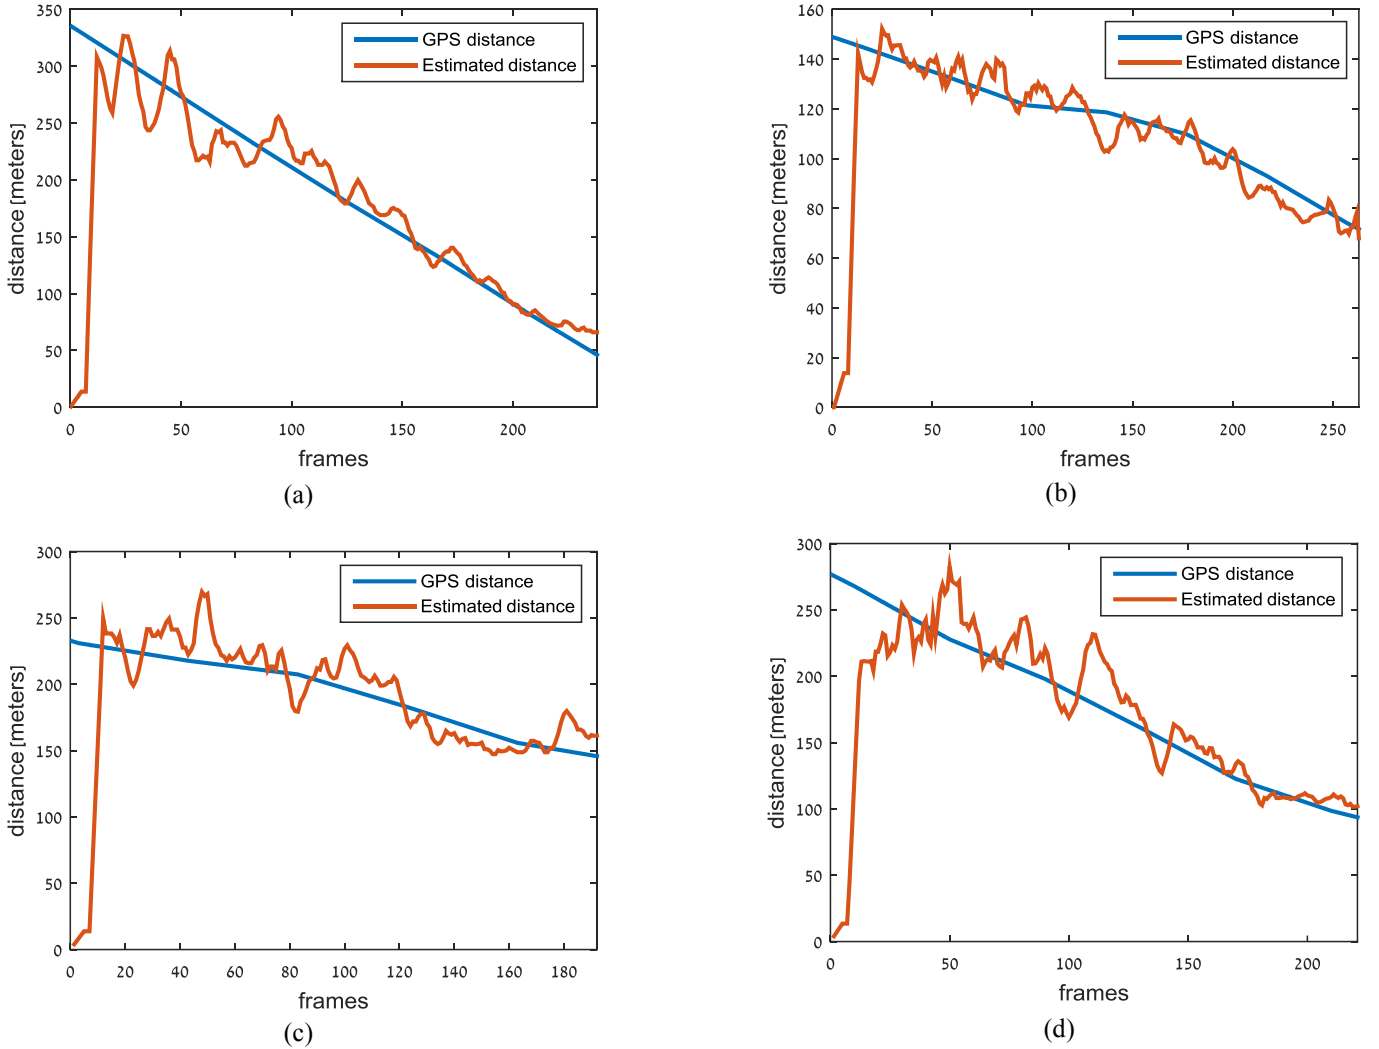 350
300
250
200
150
100
50
0
distance [meters]
GPS distance
Estimated distance
0 50 100 150 200
frames
(a)
160
140
120
100
80
60
40
20
0
distance [meters]
GPS distance
Estimated distance
0 50 100 150 200 250
frames
(b)
300
250
200
150
100
50
0
distance [meters]
GPS distance
Estimated distance
0 20 40 60 80 100 120 140 160 180
frames
(c)
300
250
200
150
100
50
0
distance [meters]
GPS distance
Estimated distance
0 50 100 150 200
frames
(d)